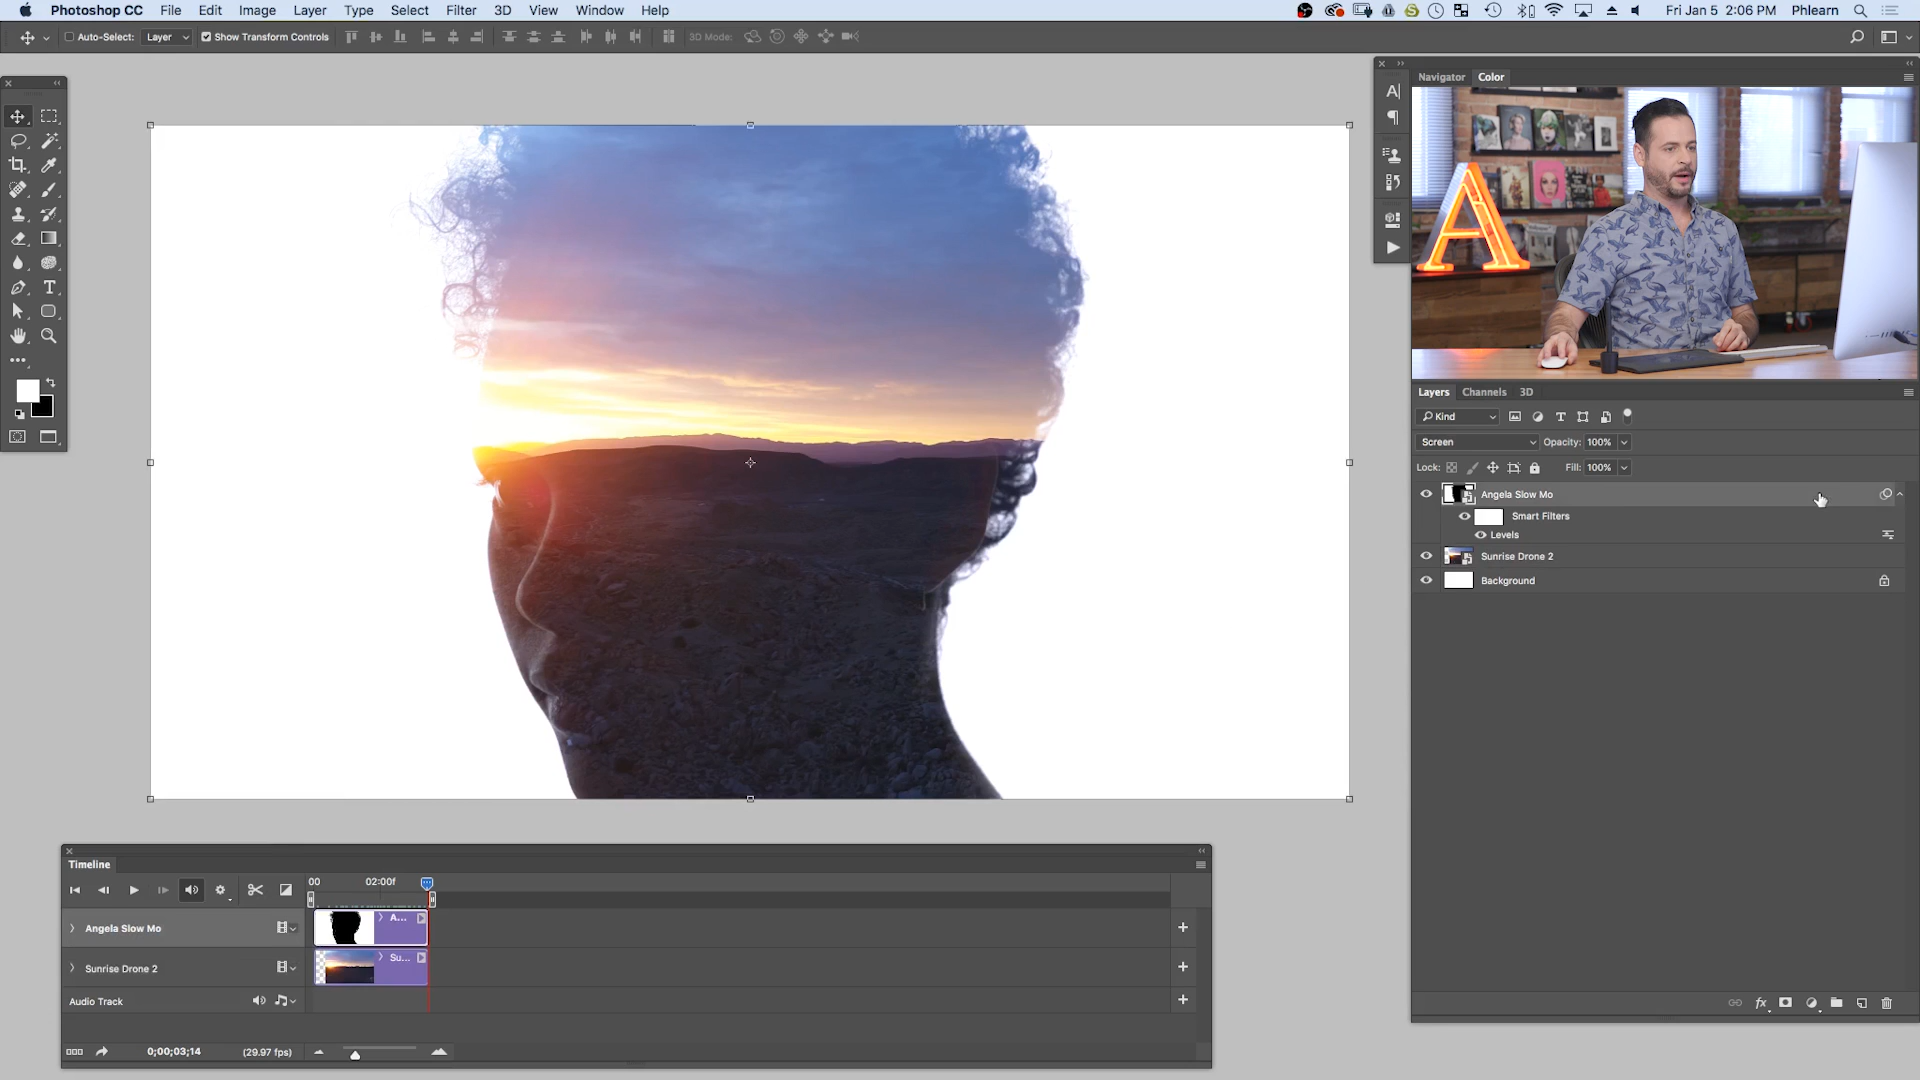 Photoshop CC File Edit Image Layer Type Select Filter 3D View Window Help Fri Jan 5 2:06 PM Phlearn
Auto-Select: Layer Show Transform Controls 3D Mode:
Navigator Color
A
Layers Channels 3D
Kind
Screen Opacity: 100%
Lock: Fill: 100%
Angela Slow Mo
Smart Filters
Levels
Sunrise Drone 2
Background
Timeline
00 02:00f
Angela Slow Mo A...
Sunrise Drone 2 Su...
Audio Track
0;00;03;14 (29.97 fps)
fx